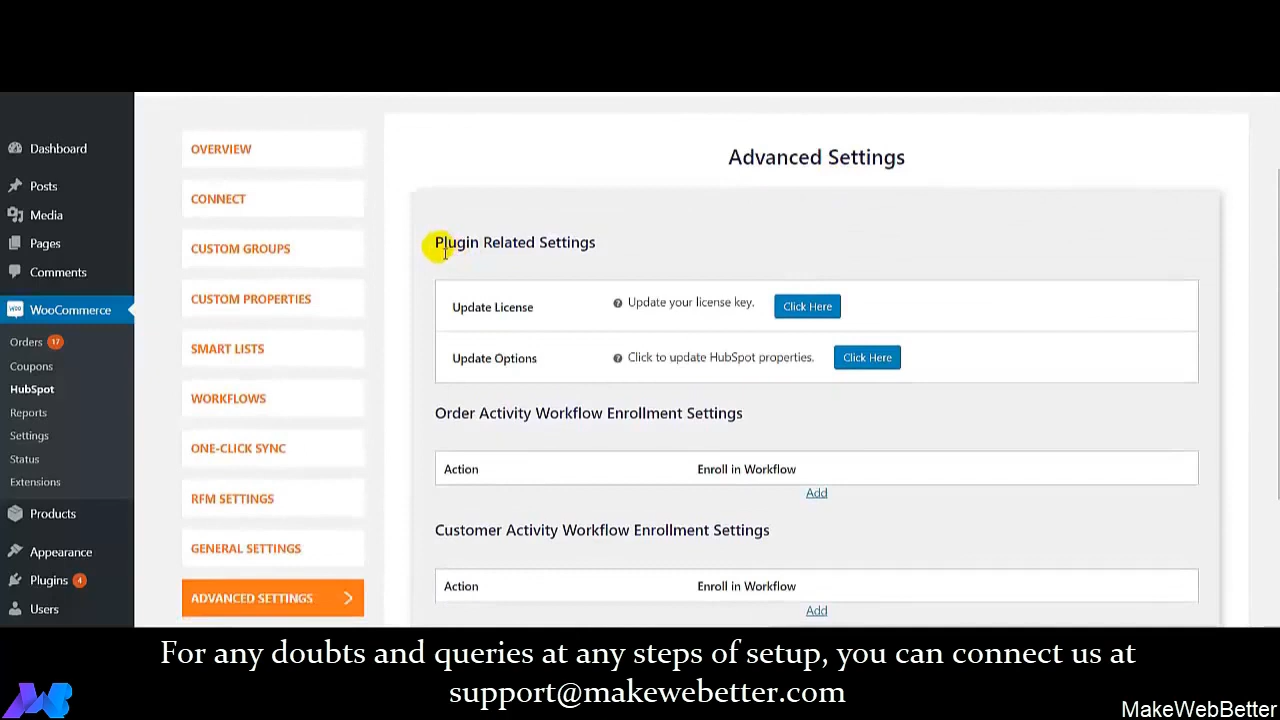 Dashboard
Posts
Media
Pages
Comments
WOO WooCommerce
Orders 17
Coupons
HubSpot
Reports
Settings
Status
Extensions
Products
Appearance
Plugins 4
Users
OVERVIEW
CONNECT
CUSTOM GROUPS
CUSTOM PROPERTIES
SMART LISTS
WORKFLOWS
ONE-CLICK SYNC
RFM SETTINGS
GENERAL SETTINGS
ADVANCED SETTINGS
Advanced Settings
Plugin Related Settings
Update License ? Update your license key. Click Here
Update Options ? Click to update HubSpot properties. Click Here
Order Activity Workflow Enrollment Settings
Action Enroll in Workflow
Add
Customer Activity Workflow Enrollment Settings
Action Enroll in Workflow
Add
For any doubts and queries at any steps of setup, you can connect us at
support@makewebetter.com
MakeWebBetter